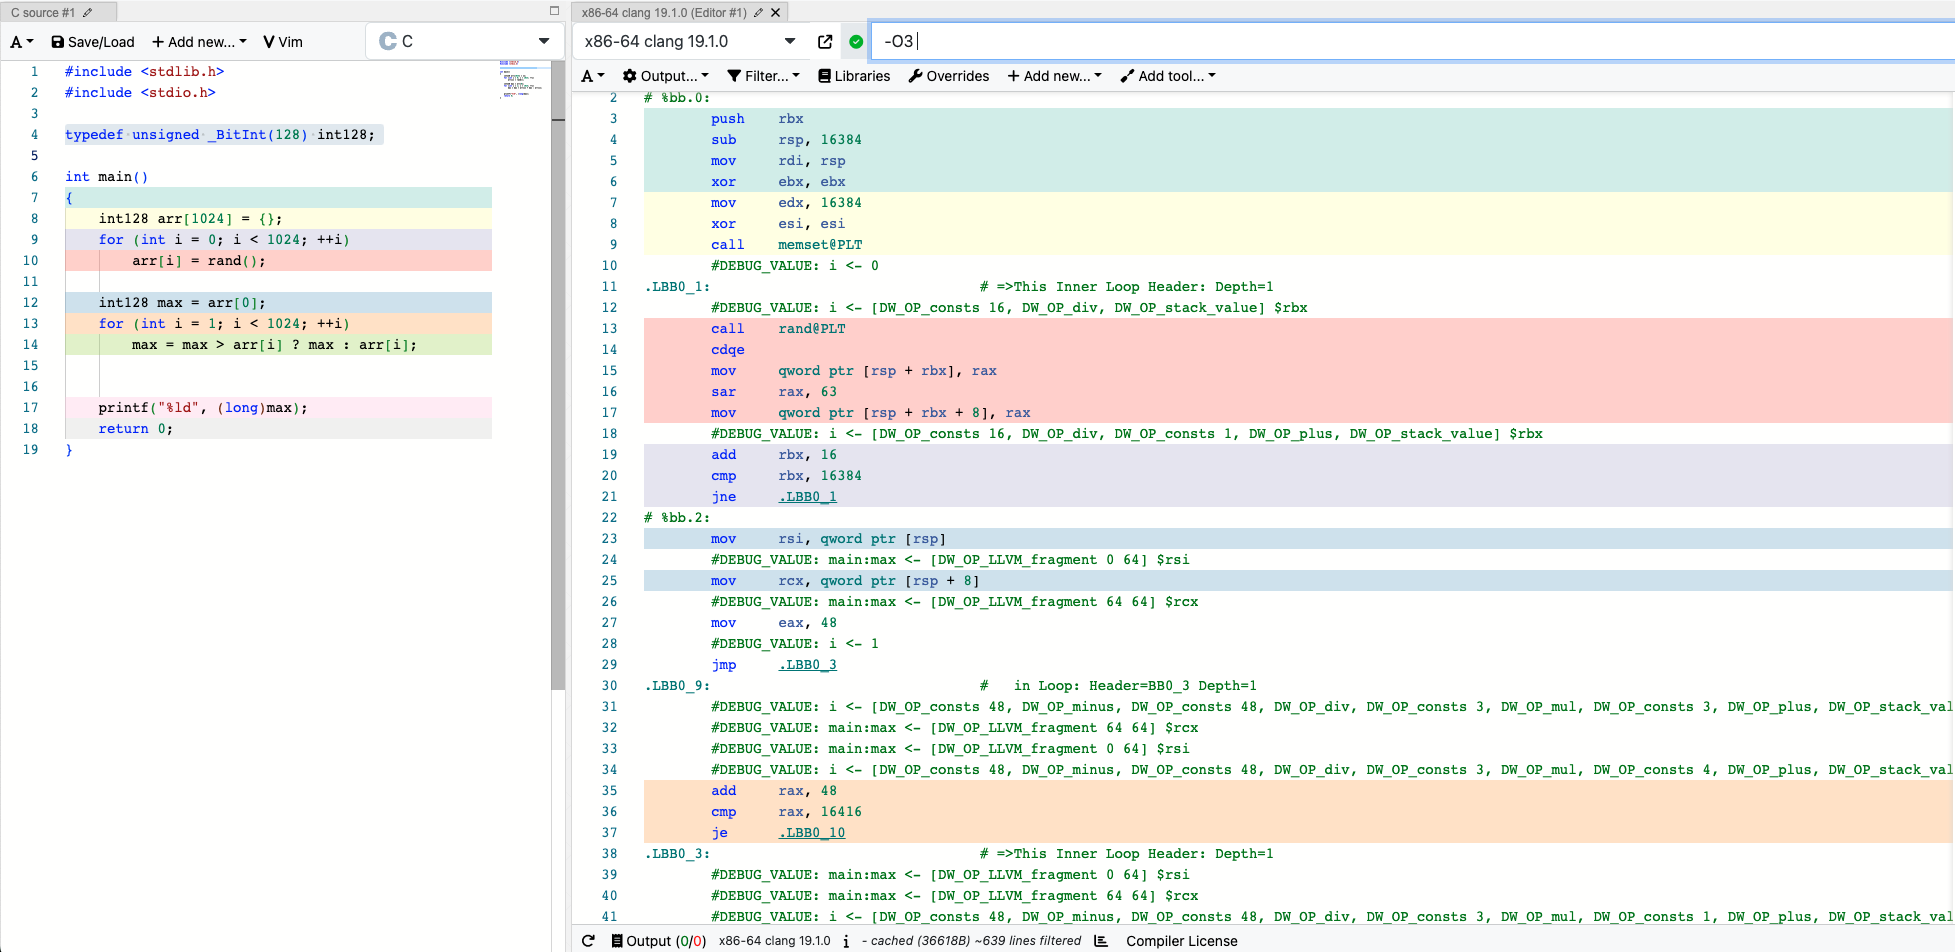 C source #1
A Save/Load + Add new... Vim C
1 #include <stdlib.h>
2 #include <stdio.h>
3
4 typedef unsigned _BitInt(128) int128;
5
6 int main()
7 {
8 int128 arr[1024] = {};
9 for (int i = 0; i < 1024; ++i)
10 arr[i] = rand();
11
12 int128 max = arr[0];
13 for (int i = 1; i < 1024; ++i)
14 max = max > arr[i] ? max : arr[i];
15
16
17 printf("%ld", (long)max);
18 return 0;
19 }
x86-64 clang 19.1.0 (Editor #1)
x86-64 clang 19.1.0 -O3
A Output... Filter... Libraries Overrides + Add new... Add tool...
2 # %bb.0:
3 push rbx
4 sub rsp, 16384
5 mov rdi, rsp
6 xor ebx, ebx
7 mov edx, 16384
8 xor esi, esi
9 call memset@PLT
10 #DEBUG_VALUE: i <- 0
11 .LBB0_1: # =>This Inner Loop Header: Depth=1
12 #DEBUG_VALUE: i <- [DW_OP_consts 16, DW_OP_div, DW_OP_stack_value] $rbx
13 call rand@PLT
14 cdqe
15 mov qword ptr [rsp + rbx], rax
16 sar rax, 63
17 mov qword ptr [rsp + rbx + 8], rax
18 #DEBUG_VALUE: i <- [DW_OP_consts 16, DW_OP_div, DW_OP_consts 1, DW_OP_plus, DW_OP_stack_value] $rbx
19 add rbx, 16
20 cmp rbx, 16384
21 jne .LBB0_1
22 # %bb.2:
23 mov rsi, qword ptr [rsp]
24 #DEBUG_VALUE: main:max <- [DW_OP_LLVM_fragment 0 64] $rsi
25 mov rcx, qword ptr [rsp + 8]
26 #DEBUG_VALUE: main:max <- [DW_OP_LLVM_fragment 64 64] $rcx
27 mov eax, 48
28 #DEBUG_VALUE: i <- 1
29 jmp .LBB0_3
30 .LBB0_9: # in Loop: Header=BB0_3 Depth=1
31 #DEBUG_VALUE: i <- [DW_OP_consts 48, DW_OP_minus, DW_OP_consts 48, DW_OP_div, DW_OP_consts 3, DW_OP_mul, DW_OP_consts 3, DW_OP_plus, DW_OP_stack_val
32 #DEBUG_VALUE: main:max <- [DW_OP_LLVM_fragment 64 64] $rcx
33 #DEBUG_VALUE: main:max <- [DW_OP_LLVM_fragment 0 64] $rsi
34 #DEBUG_VALUE: i <- [DW_OP_consts 48, DW_OP_minus, DW_OP_consts 48, DW_OP_div, DW_OP_consts 3, DW_OP_mul, DW_OP_consts 4, DW_OP_plus, DW_OP_stack_val
35 add rax, 48
36 cmp rax, 16416
37 je .LBB0_10
38 .LBB0_3: # =>This Inner Loop Header: Depth=1
39 #DEBUG_VALUE: main:max <- [DW_OP_LLVM_fragment 0 64] $rsi
40 #DEBUG_VALUE: main:max <- [DW_OP_LLVM_fragment 64 64] $rcx
41 #DEBUG_VALUE: i <- [DW_OP_consts 48, DW_OP_minus, DW_OP_consts 48, DW_OP_div, DW_OP_consts 3, DW_OP_mul, DW_OP_consts 1, DW_OP_plus, DW_OP_stack_val
Output (0/0) x86-64 clang 19.1.0 i - cached (36618B) ~639 lines filtered Compiler License